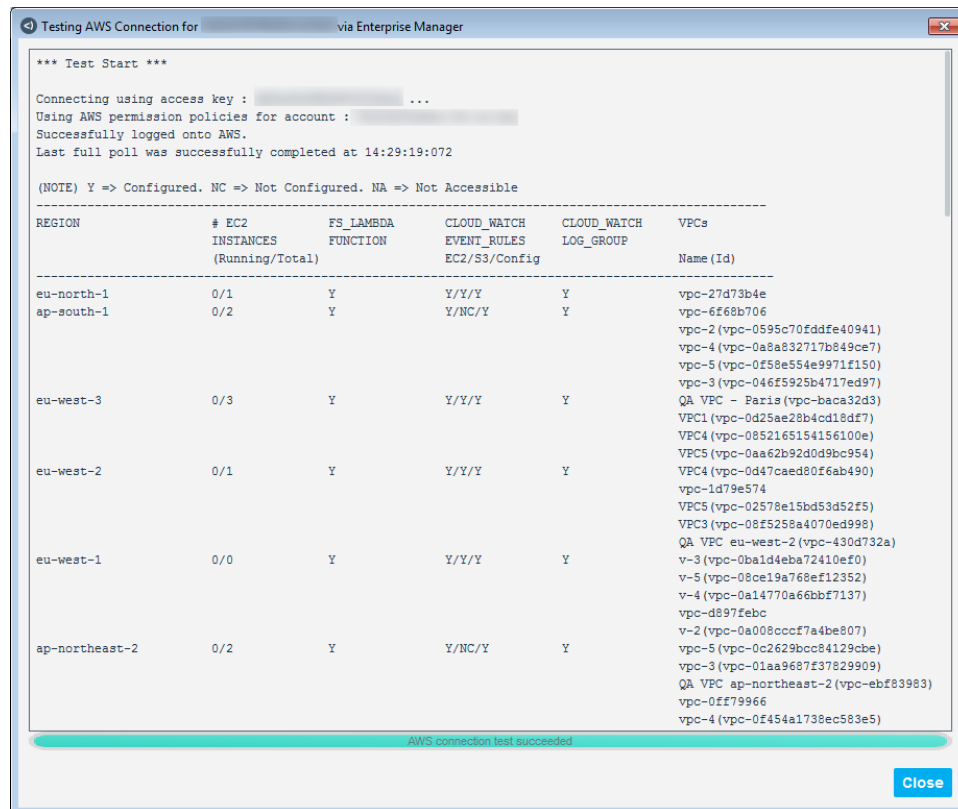 Testing AWS Connection for via Enterprise Manager
*** Test Start ***
Connecting using access key : ...
Using AWS permission policies for account :
Successfully logged onto AWS.
Last full poll was successfully completed at 14:29:19:072
(NOTE) Y => Configured. NC => Not Configured. NA => Not Accessible
REGION # EC2 FS_LAMBDA CLOUD_WATCH CLOUD_WATCH VPCs
INSTANCES FUNCTION EVENT_RULES LOG_GROUP
(Running/Total) EC2/S3/Config Name(Id)
eu-north-1 0/1 Y Y/Y/Y Y vpc-27d73b4e
ap-south-1 0/2 Y Y/NC/Y Y vpc-6f68b706
vpc-2(vpc-0595c70fddfe40941)
vpc-4(vpc-0a8a832717b849ce7)
vpc-5(vpc-0f58e554e9971f150)
vpc-3(vpc-046f5925b4717ed97)
eu-west-3 0/3 Y Y/Y/Y Y QA VPC - Paris(vpc-baca32d3)
VPC1(vpc-0d25ae28b4cd18df7)
VPC4(vpc-0852165154156100e)
VPC5(vpc-0aa62b92d0d9bc954)
eu-west-2 0/1 Y Y/Y/Y Y VPC4(vpc-0d47caed80f6ab490)
vpc-1d79e574
VPC5(vpc-02578e15bd53d52f5)
VPC3(vpc-08f5258a4070ed998)
QA VPC eu-west-2(vpc-430d732a)
eu-west-1 0/0 Y Y/Y/Y Y v-3(vpc-0ba1d4eba72410ef0)
v-5(vpc-08ce19a768ef12352)
v-4(vpc-0a14770a66bbf7137)
vpc-d897febc
v-2(vpc-0a008cccf7a4be807)
ap-northeast-2 0/2 Y Y/NC/Y Y vpc-5(vpc-0c2629bcc84129cbe)
vpc-3(vpc-01aa9687f37829909)
QA VPC ap-northeast-2(vpc-ebf83983)
vpc-0ff79966
vpc-4(vpc-0f454a1738ec583e5)
AWS connection test succeeded
Close